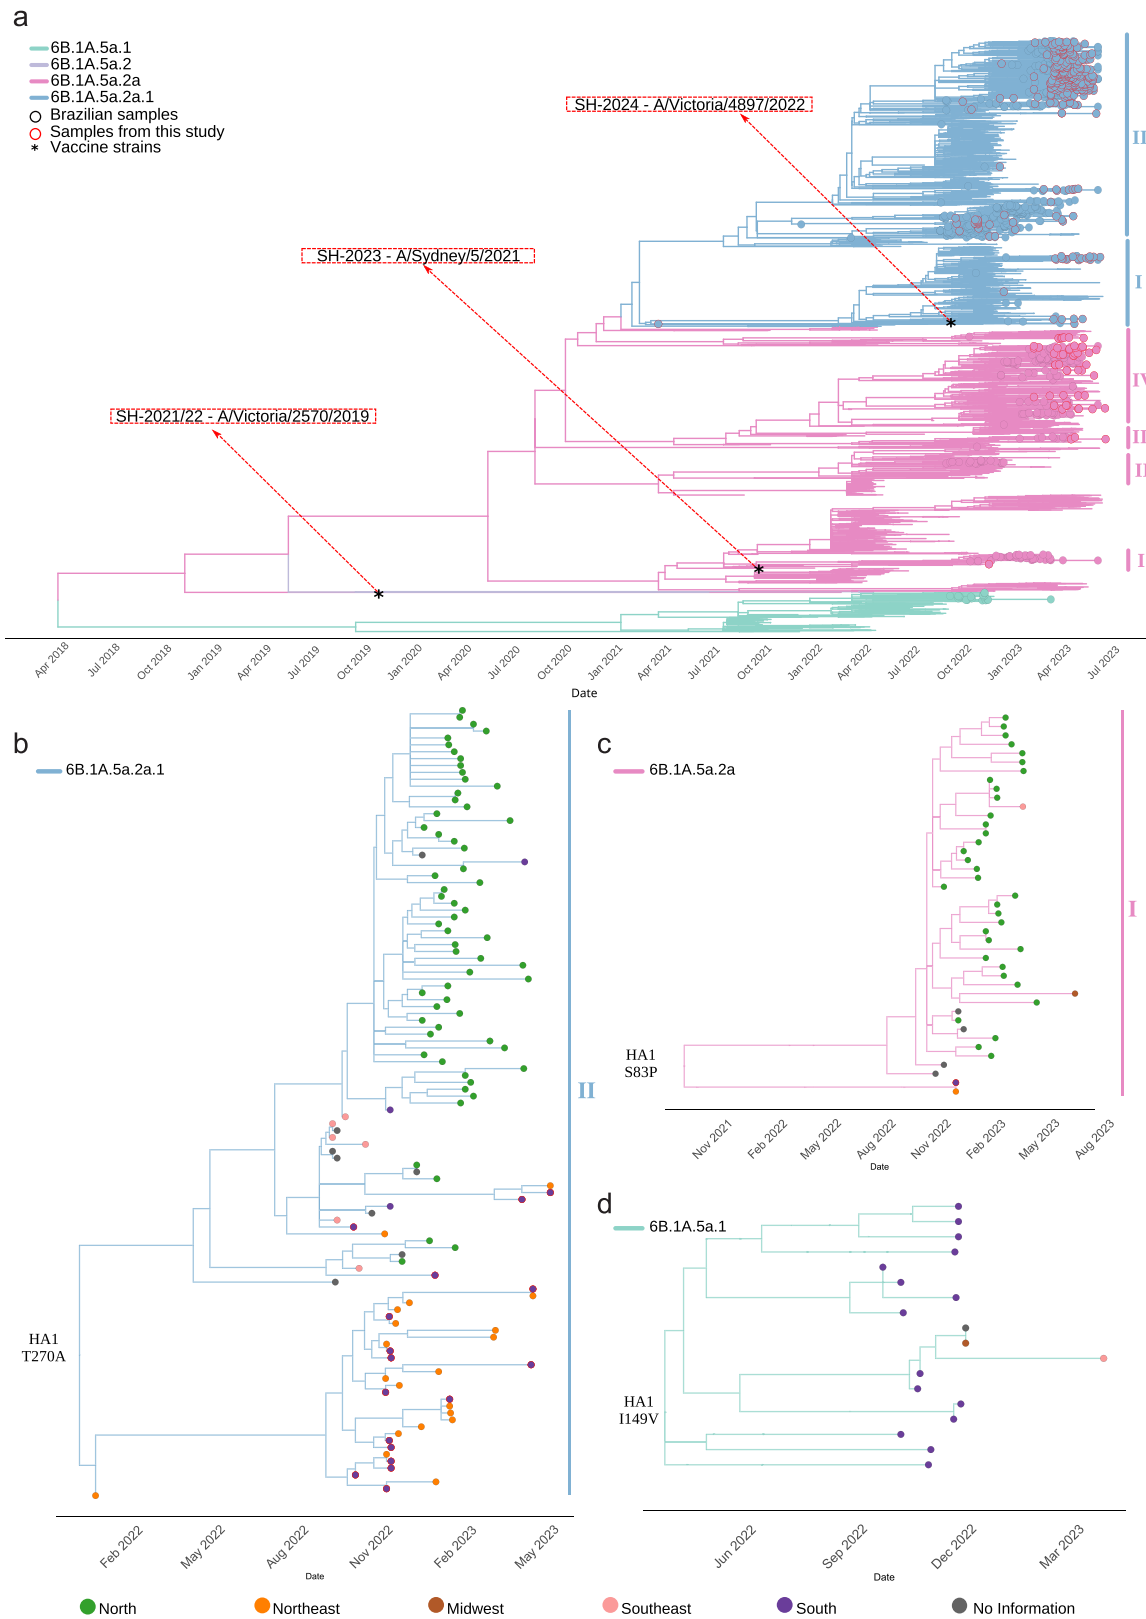 a
6B.1A.5a.1
6B.1A.5a.2
6B.1A.5a.2a
6B.1A.5a.2a.1
Brazilian samples
Samples from this study
* Vaccine strains
SH-2024 - A/Victoria/4897/2022
SH-2023 - A/Sydney/5/2021
SH-2021/22 - A/Victoria/2570/2019
*
*
*
II
I
IV
II
II
I
Apr 2018
Jul 2018
Oct 2018
Jan 2019
Apr 2019
Jul 2019
Oct 2019
Jan 2020
Apr 2020
Jul 2020
Oct 2020
Jan 2021
Apr 2021
Jul 2021
Oct 2021
Jan 2022
Apr 2022
Jul 2022
Oct 2022
Jan 2023
Apr 2023
Jul 2023
Date
b
6B.1A.5a.2a.1
HA1
T270A
II
Feb 2022
May 2022
Aug 2022
Nov 2022
Feb 2023
May 2023
Date
c
6B.1A.5a.2a
HA1
S83P
I
Nov 2021
Feb 2022
May 2022
Aug 2022
Nov 2022
Feb 2023
May 2023
Aug 2023
Date
d
6B.1A.5a.1
HA1
I149V
Jun 2022
Sep 2022
Dec 2022
Mar 2023
Date
North
Northeast
Midwest
Southeast
South
No Information